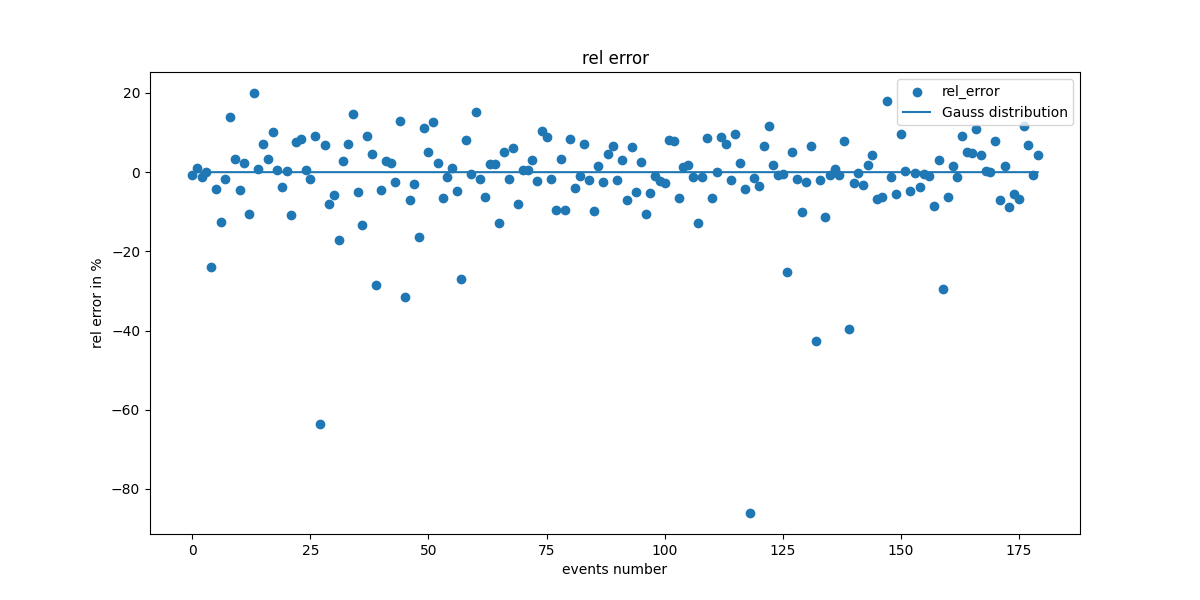 rel error
rel_error
Gauss distribution
20
0
−20
−40
−60
−80
rel error in %
0 25 50 75 100 125 150 175
events number